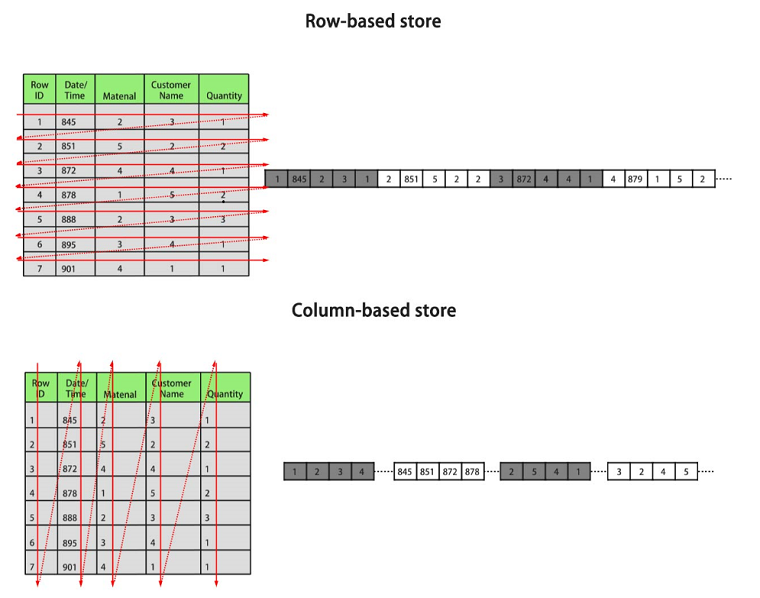 Row-based store
Row ID Date/ Time Matenal Customer Name Quantity
1 845 2 3 1
2 851 5 2 2
3 872 4 4 1
4 878 1 5 2
5 888 2 3 3
6 895 3 4 1
7 901 4 1 1
1 845 2 3 1 2 851 5 2 2 3 872 4 4 1 4 879 1 5 2
Column-based store
Row ID Date/ Time Matenal Customer Name Quantity
1 845 2 3 1
2 851 5 2 2
3 872 4 4 1
4 878 1 5 2
5 888 2 3 3
6 895 3 4 1
7 901 4 1 1
1 2 3 4 845 851 872 878 2 5 4 1 3 2 4 5